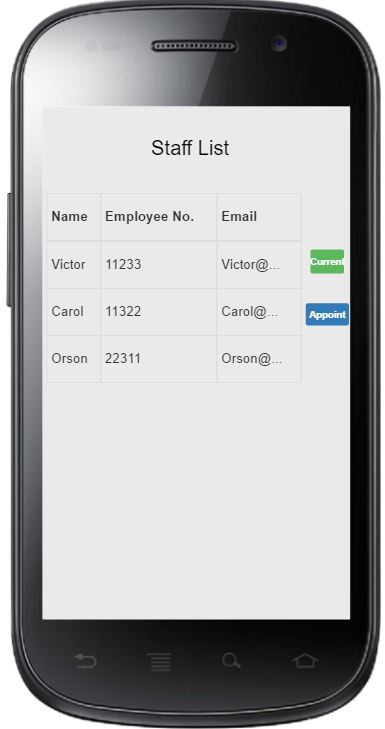 Staff List
Name Employee No. Email
Victor 11233 Victor@... Current
Carol 11322 Carol@... Appoint
Orson 22311 Orson@...